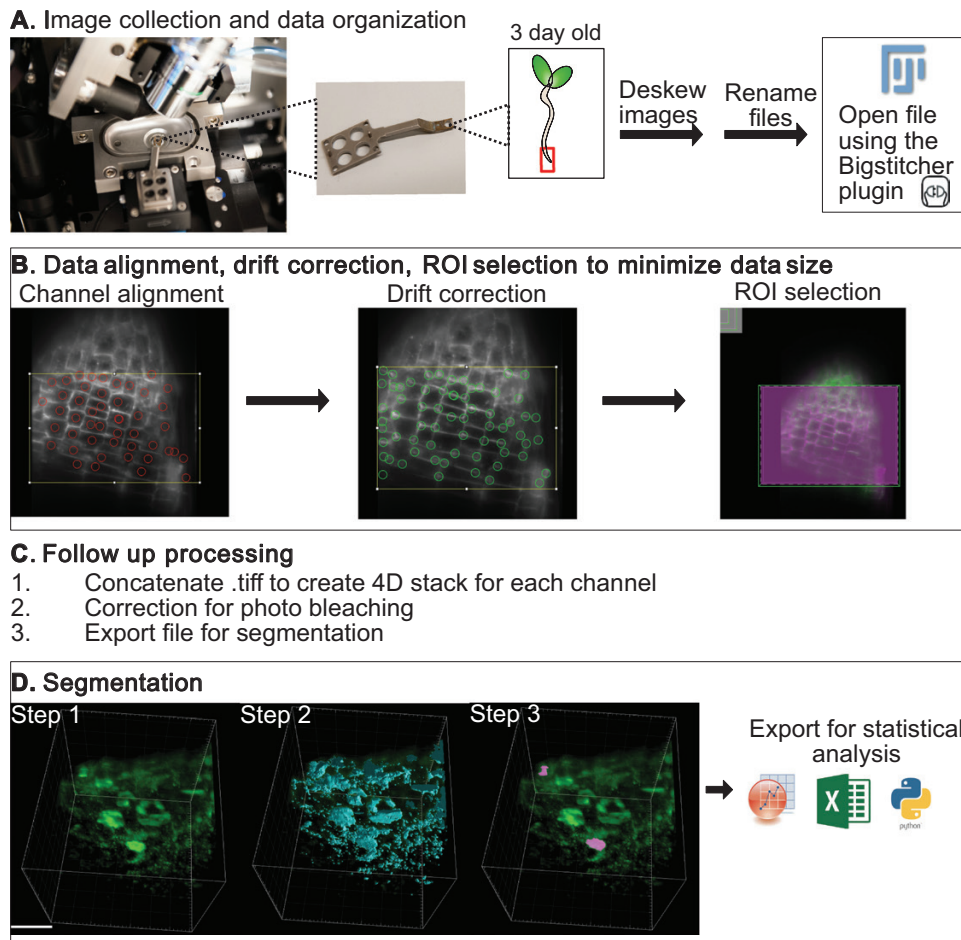 A. Image collection and data organization
3 day old
Deskew
images
Rename
files
Open file
using the
Bigstitcher
plugin
B. Data alignment, drift correction, ROI selection to minimize data size
Channel alignment
Drift correction
ROI selection
C. Follow up processing
1. Concatenate .tiff to create 4D stack for each channel
2. Correction for photo bleaching
3. Export file for segmentation
D. Segmentation
Step 1
Step 2
Step 3
Export for statistical
analysis
X
python